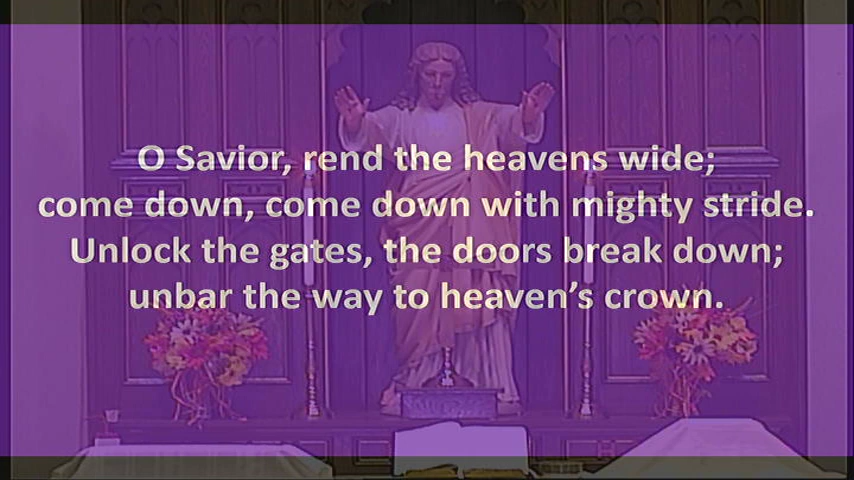 O Savior, rend the heavens wide;
come down, come down with mighty stride.
Unlock the gates, the doors break down;
unbar the way to heaven’s crown.